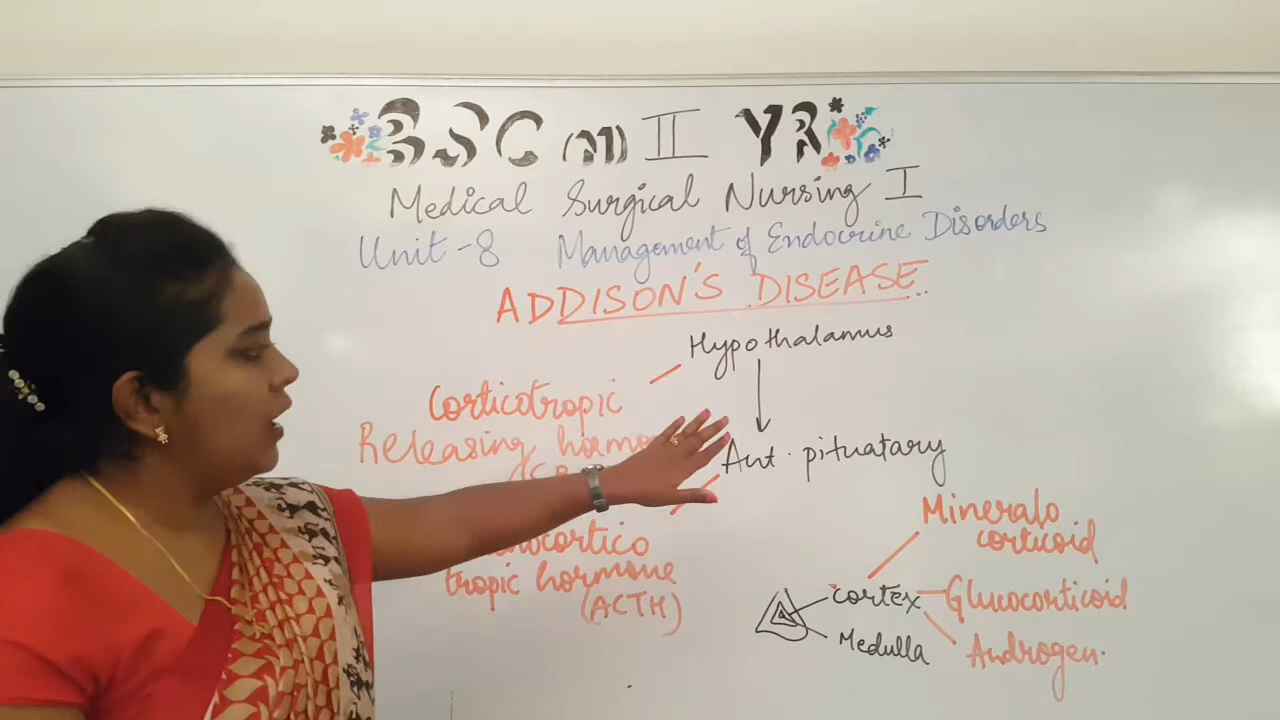 BSC (N) II YR
Medical Surgical Nursing I
Unit - 8 Management of Endocrine Disorders
ADDISON'S DISEASE
Hypothalamus
Corticotropic
Releasing
Ant. pituatary
tropic hormone
(ACTH)
Mineralo
corticoid
cortex
Glucocorticoid
Medulla
Androgen.